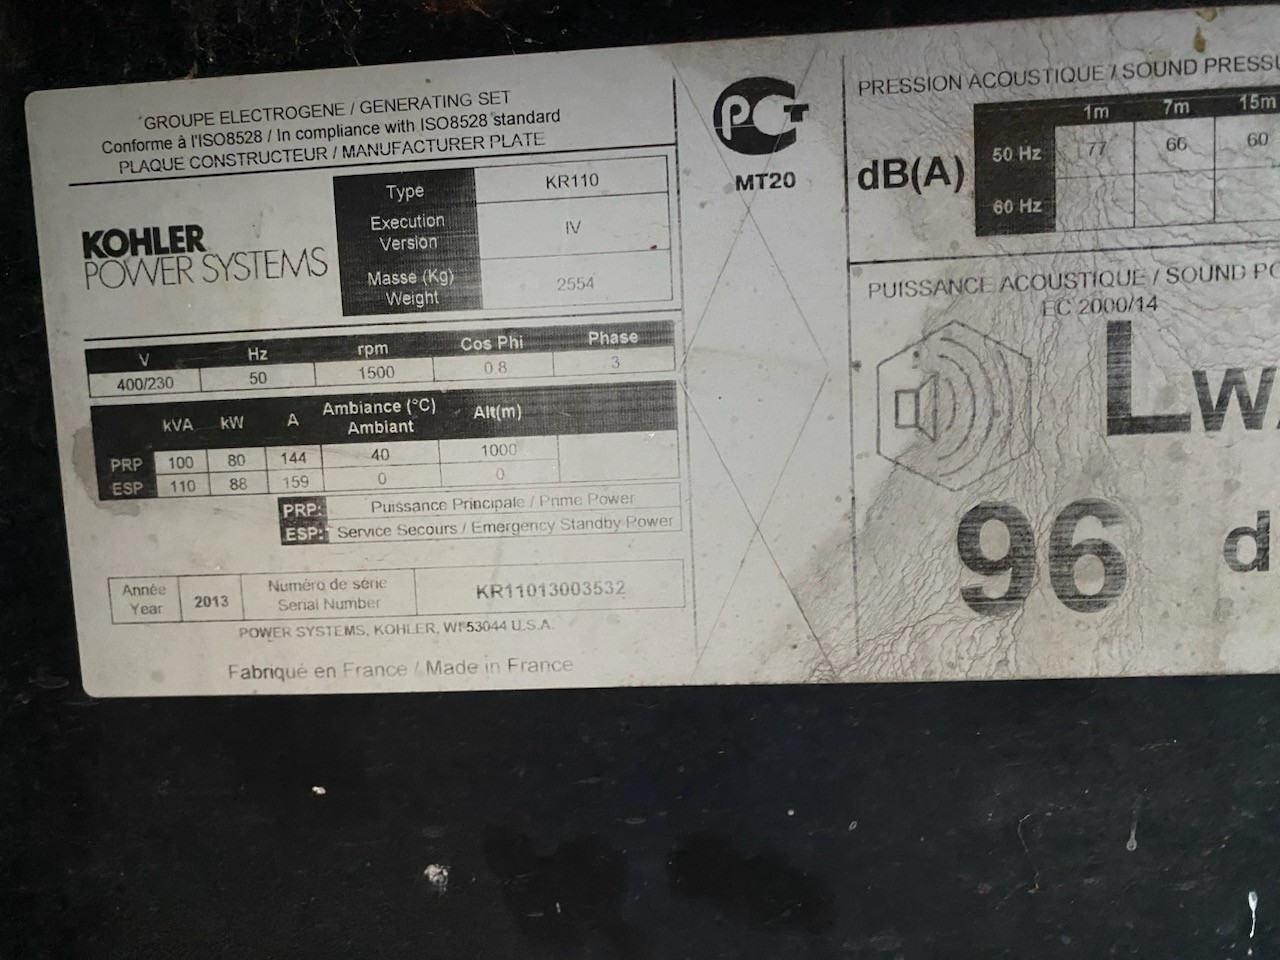 GROUPE ELECTROGENE / GENERATING SET
Conforme à l'ISO8528 / In compliance with ISO8528 standard
PLAQUE CONSTRUCTEUR / MANUFACTURER PLATE
KOHLER
POWER SYSTEMS
Type KR110
Execution
Version IV
Masse (Kg)
Weight 2554
V Hz rpm Cos Phi Phase
400/230 50 1500 0.8 3
kVA kW A Ambiance (°C)
Ambiant Alt(m)
PRP 100 80 144 40 1000
ESP 110 88 159 0 0
PRP: Puissance Principale / Prime Power
ESP: Service Secours / Emergency Standby Power
Année
Year 2013 Numéro de série
Serial Number KR11013003532
POWER SYSTEMS, KOHLER, WI 53044 U.S.A.
Fabriqué en France / Made in France
PCT
MT20
PRESSION ACOUSTIQUE / SOUND PRESSU
1m 7m 15m
dB(A)
50 Hz 77 66 60
60 Hz
PUISSANCE ACOUSTIQUE / SOUND PO
EC 2000/14
LW
96 d